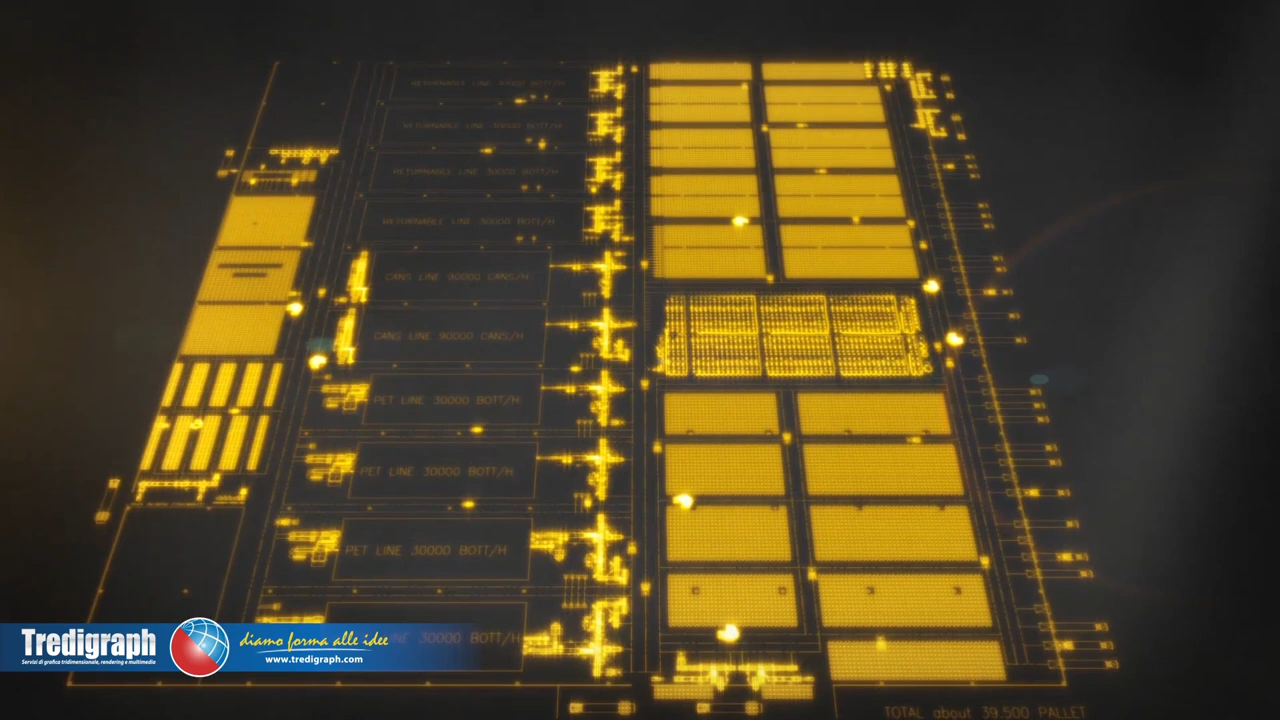 RETURNABLE LINE 30000 BOTT/H
RETURNABLE LINE 30000 BOTT/H
RETURNABLE LINE 30000 BOTT/H
RETURNABLE LINE 30000 BOTT/H
CANS LINE 90000 CANS/H
CANS LINE 90000 CANS/H
PET LINE 30000 BOTT/H
PET LINE 30000 BOTT/H
PET LINE 30000 BOTT/H
LINE 30000 BOTT/H
Tredigraph
Servizi di grafica tridimensionale, rendering e multimedia
diamo forma alle idee
www.tredigraph.com
TOTAL about 39.500 PALLET